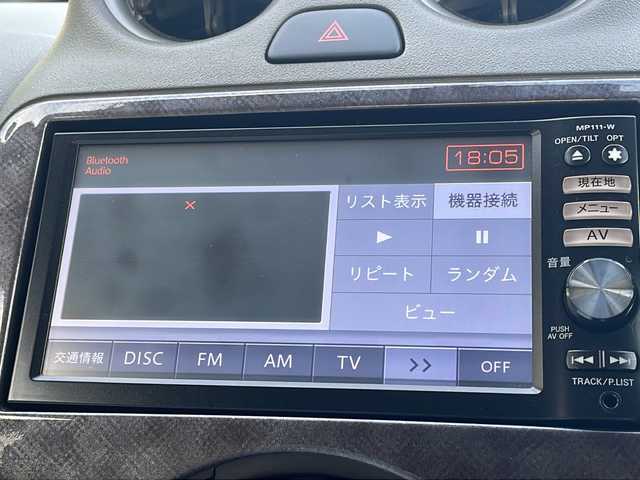 MP111-W
OPEN/TILT OPT
Bluetooth
Audio
18:05
現在地
リスト表示 機器接続
メニュー
AV
リピート ランダム
音量
ビュー
PUSH
AV OFF
交通情報 DISC FM AM TV >> OFF
TRACK/P.LIST